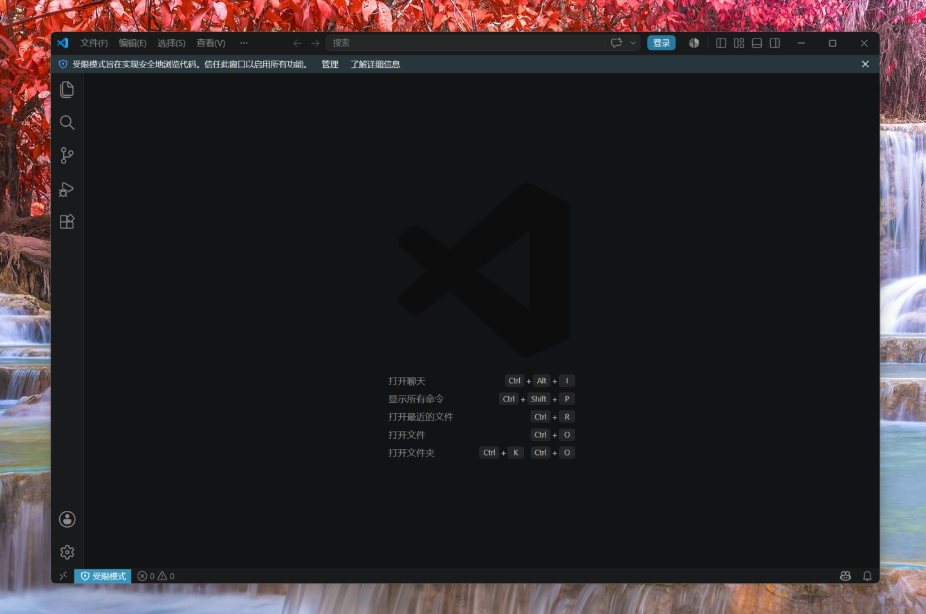 文件(F) 编辑(E) 选择(S) 查看(V) ··· 搜索 登录
受限模式旨在实现安全地浏览代码。信任此窗口以启用所有功能。 管理 了解详细信息
打开聊天 Ctrl + Alt + I
显示所有命令 Ctrl + Shift + P
打开最近的文件 Ctrl + R
打开文件 Ctrl + O
打开文件夹 Ctrl + K Ctrl + O
受限模式 0 0